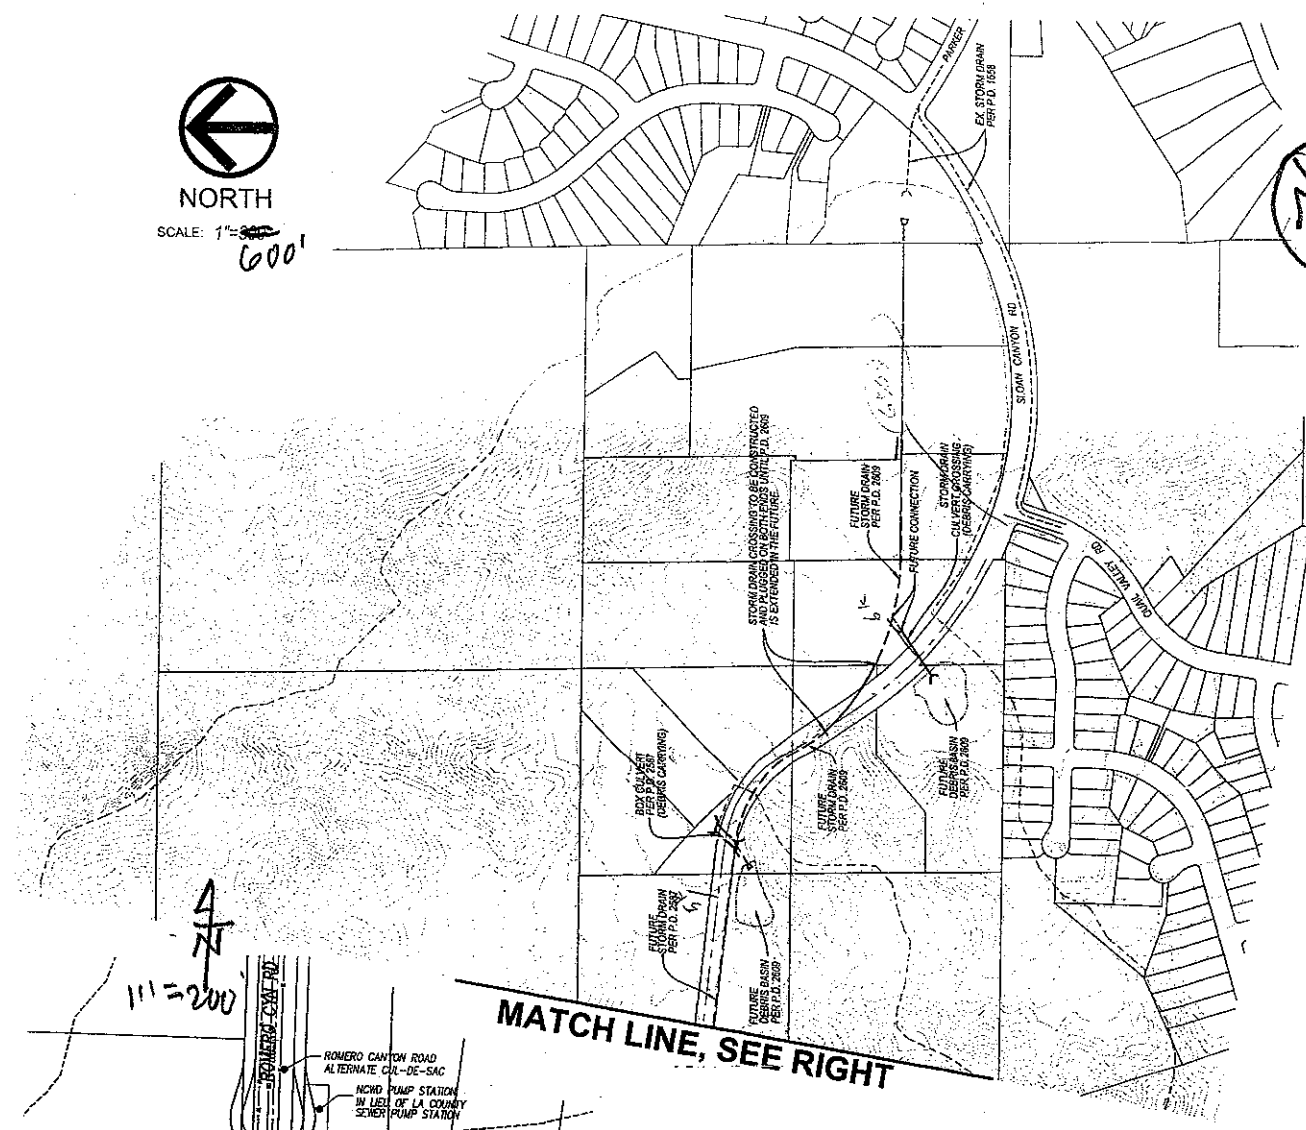 NORTH
SCALE: 1"=300'
600'
PARKER
EX. STORM DRAIN
PER P.D. 1658
SLOAN CANYON RD
STORM DRAIN CROSSING TO BE CONSTRUCTED
AND PLUGGED ON BOTH ENDS UNTIL P.D. 2609
IS EXTENDED IN THE FUTURE.
FUTURE
STORM DRAIN
PER P.D. 2609
FUTURE CONNECTION
STORM DRAIN
CULVERT CROSSING
(DEBRIS CARRYING)
QUAIL VALLEY RD
BOX CULVERT
PER P.D. 2587
(DEBRIS CARRYING)
FUTURE
STORM DRAIN
PER P.D. 2609
FUTURE
DEBRIS BASIN
PER P.D. 2609
FUTURE
STORM DRAIN
PER P.D. 2587
FUTURE
DEBRIS BASIN
PER P.D. 2609
MATCH LINE, SEE RIGHT
N
1"=200'
ROMERO CYN RD
ROMERO CANYON ROAD
ALTERNATE CUL-DE-SAC
NCWD PUMP STATION
IN LIEU OF LA COUNTY
SEWER PUMP STATION